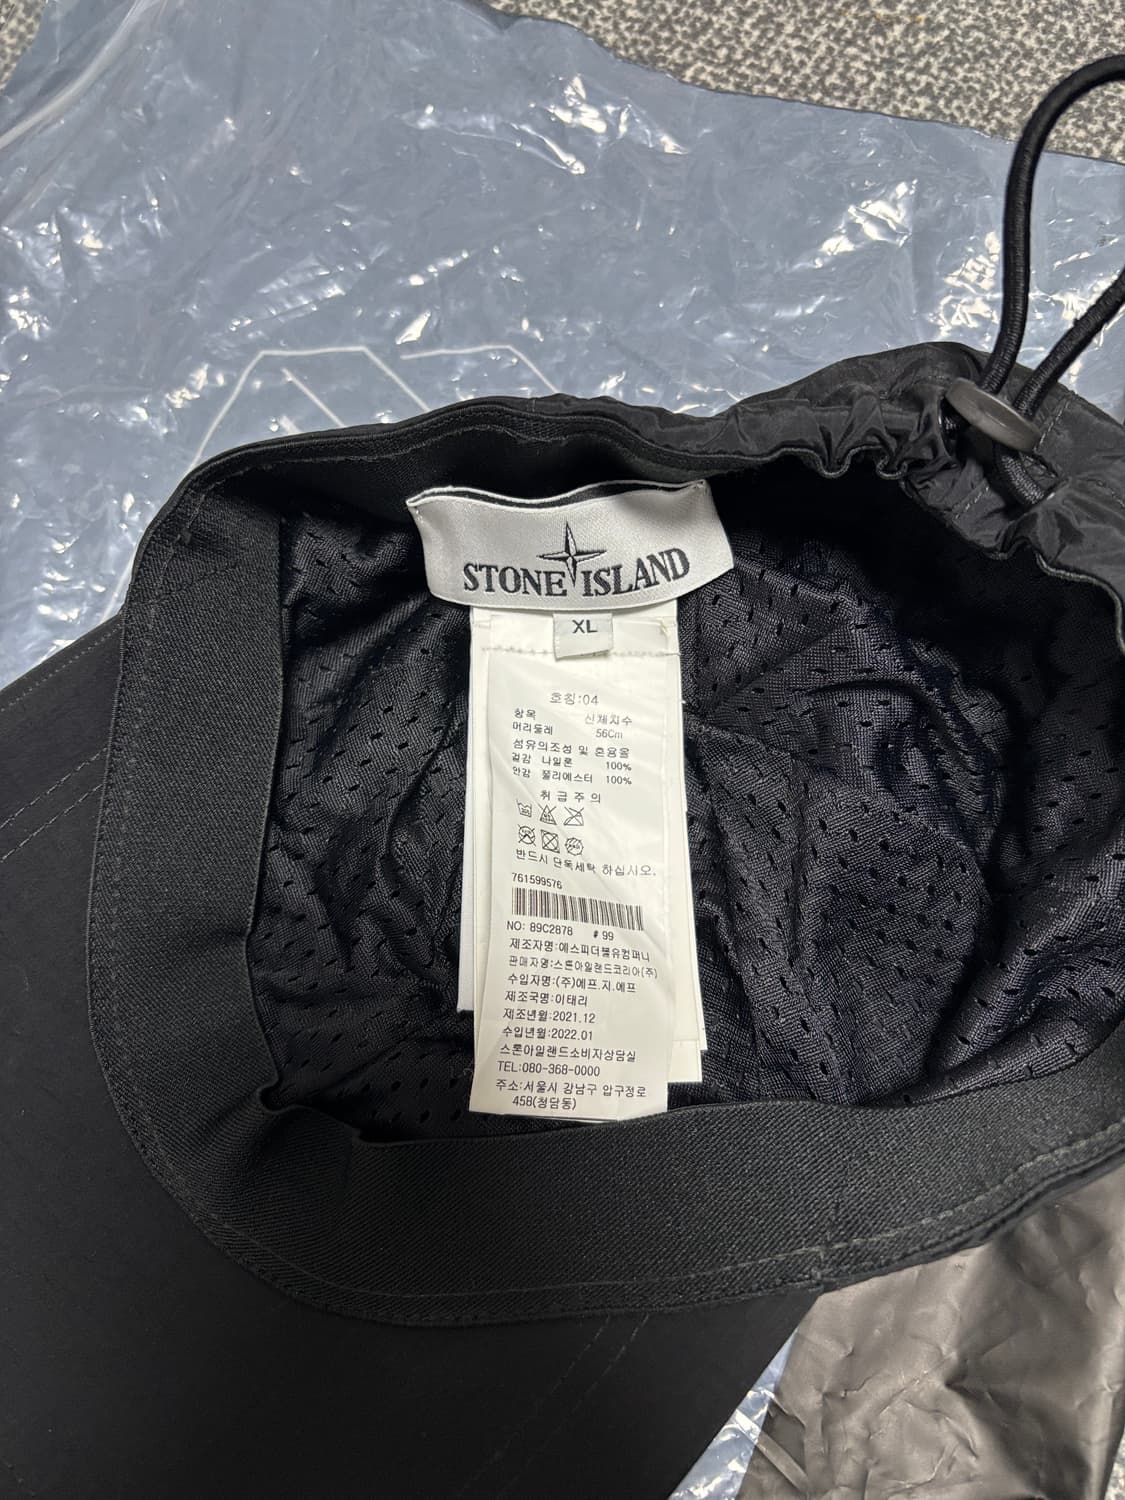 STONE ISLAND
XL
호칭:04
항목 신체치수
머리둘레 56Cm
섬유의조성 및 혼용율
겉감 나일론 100%
안감 폴리에스터 100%
취 급 주 의
반드시 단독세탁 하십시오.
761599576
NO: 89C2878 #99
제조자명:에스피더블유컴퍼니
판매자명:스톤아일랜드코리아(주)
수입자명:(주)에프.지.에프
제조국명:이태리
제조년월:2021.12
수입년월:2022.01
스톤아일랜드소비자상담실
TEL:080-368-0000
주소:서울시 강남구 압구정로
458(청담동)